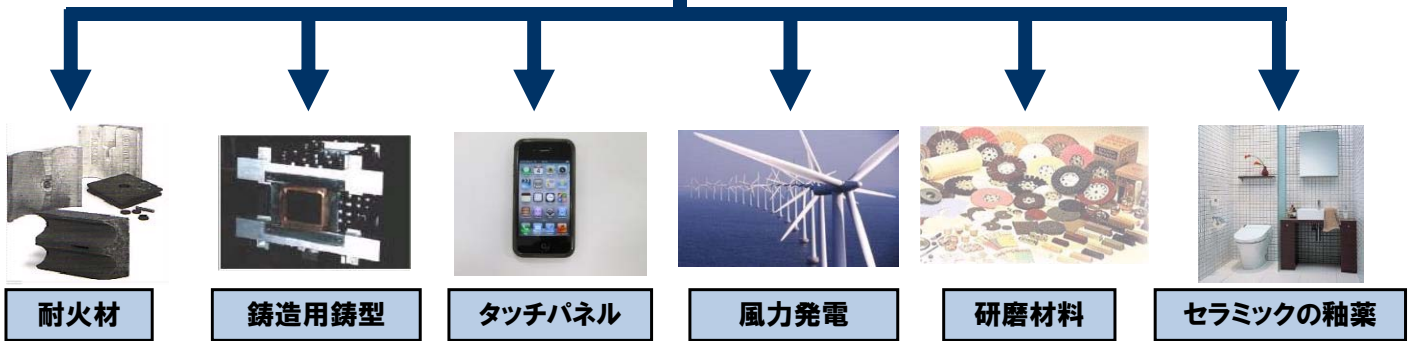 耐火材
鋳造用鋳型
タッチパネル
風力発電
研磨材料
セラミックの釉薬